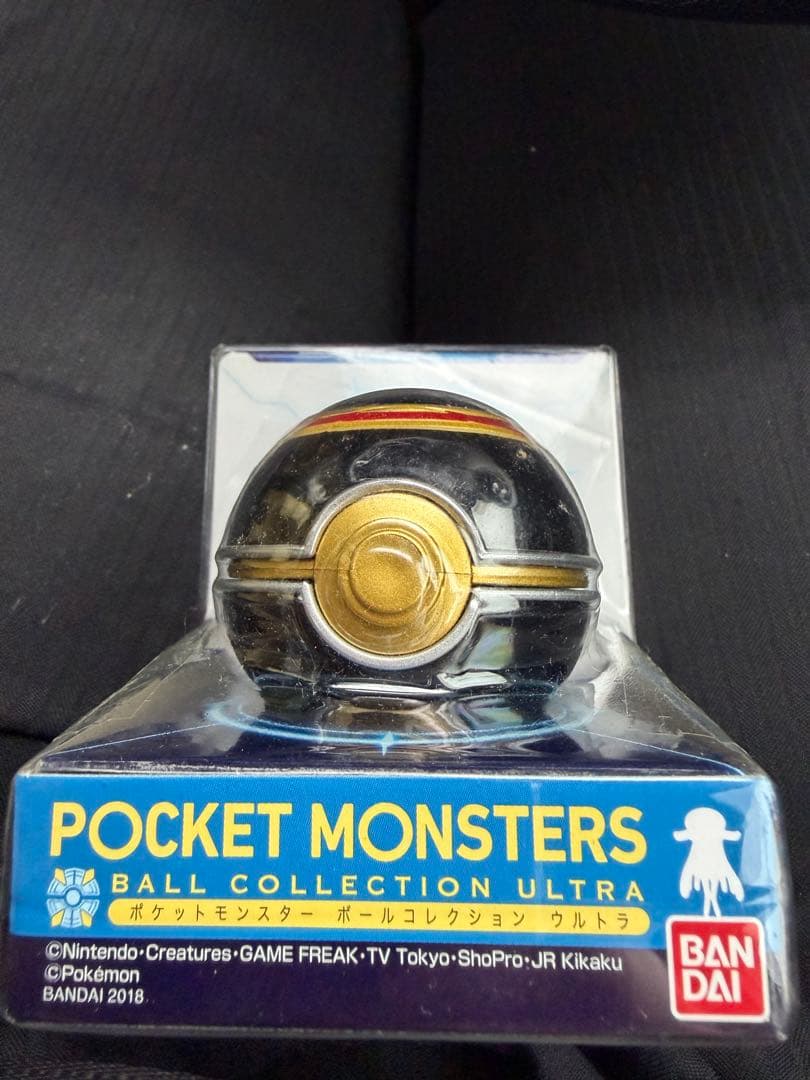 POCKET MONSTERS
BALL COLLECTION ULTRA
ポケットモンスター ボールコレクション ウルトラ
©Nintendo・Creatures・GAME FREAK・TV Tokyo・ShoPro・JR Kikaku
©Pokémon
BANDAI 2018
BAN
DAI